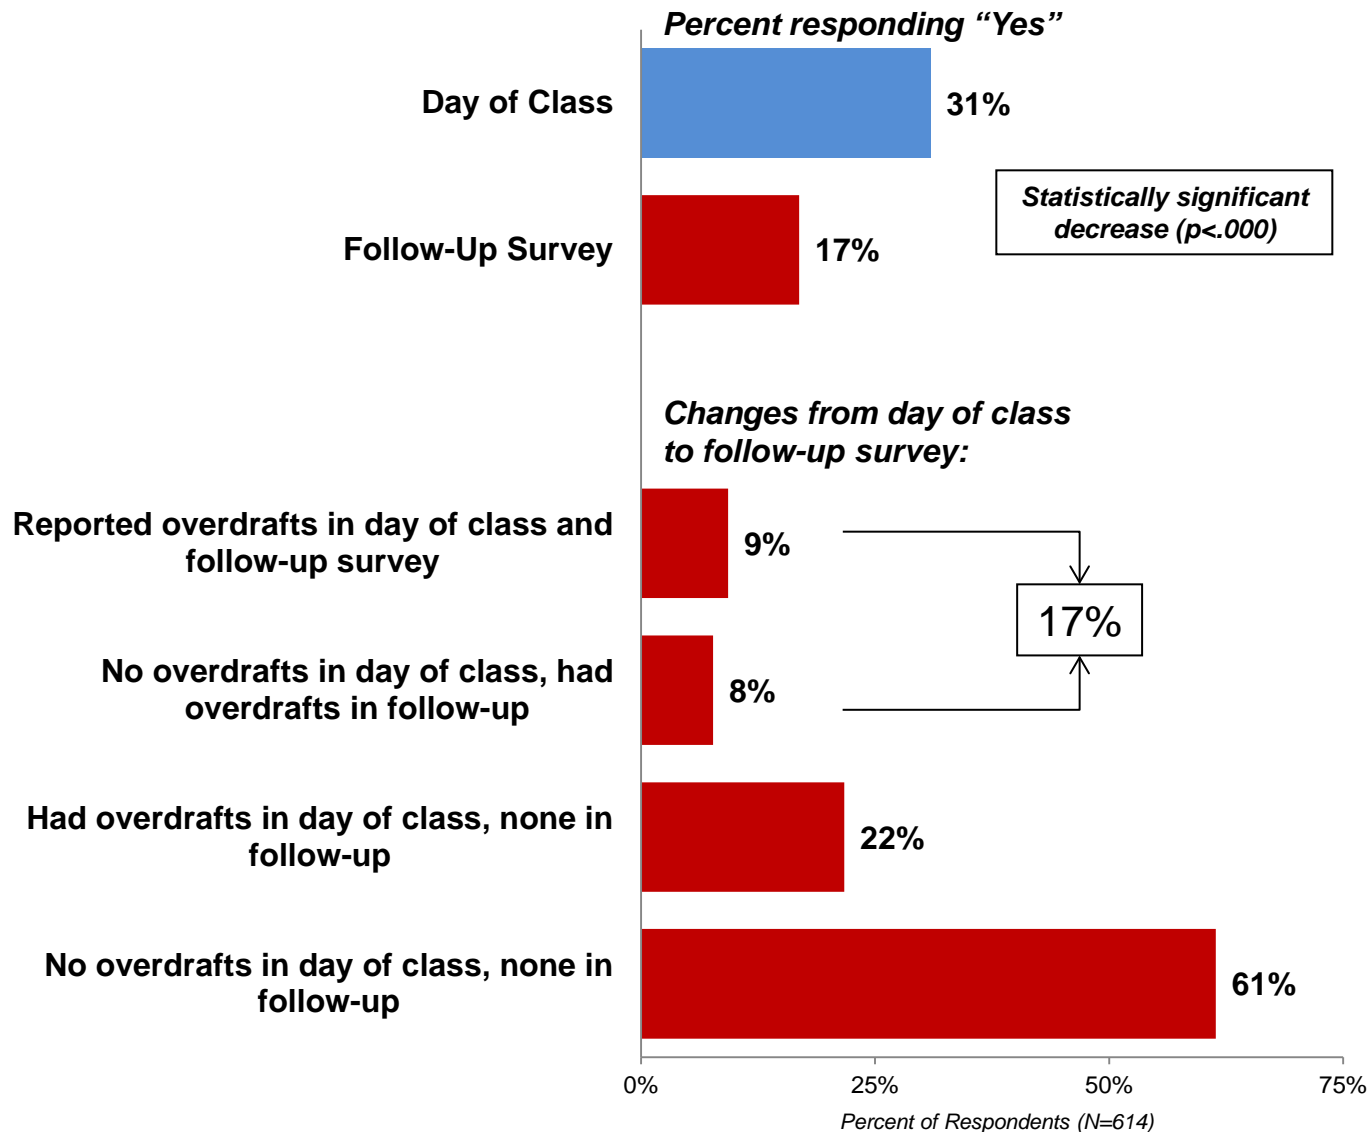 Percent responding “Yes”
Day of Class
31%
Statistically significant
decrease (p<.000)
Follow-Up Survey
17%
Changes from day of class
to follow-up survey:
Reported overdrafts in day of class and
follow-up survey
9%
17%
No overdrafts in day of class, had
overdrafts in follow-up
8%
Had overdrafts in day of class, none in
follow-up
22%
No overdrafts in day of class, none in
follow-up
61%
0% 25% 50% 75%
Percent of Respondents (N=614)